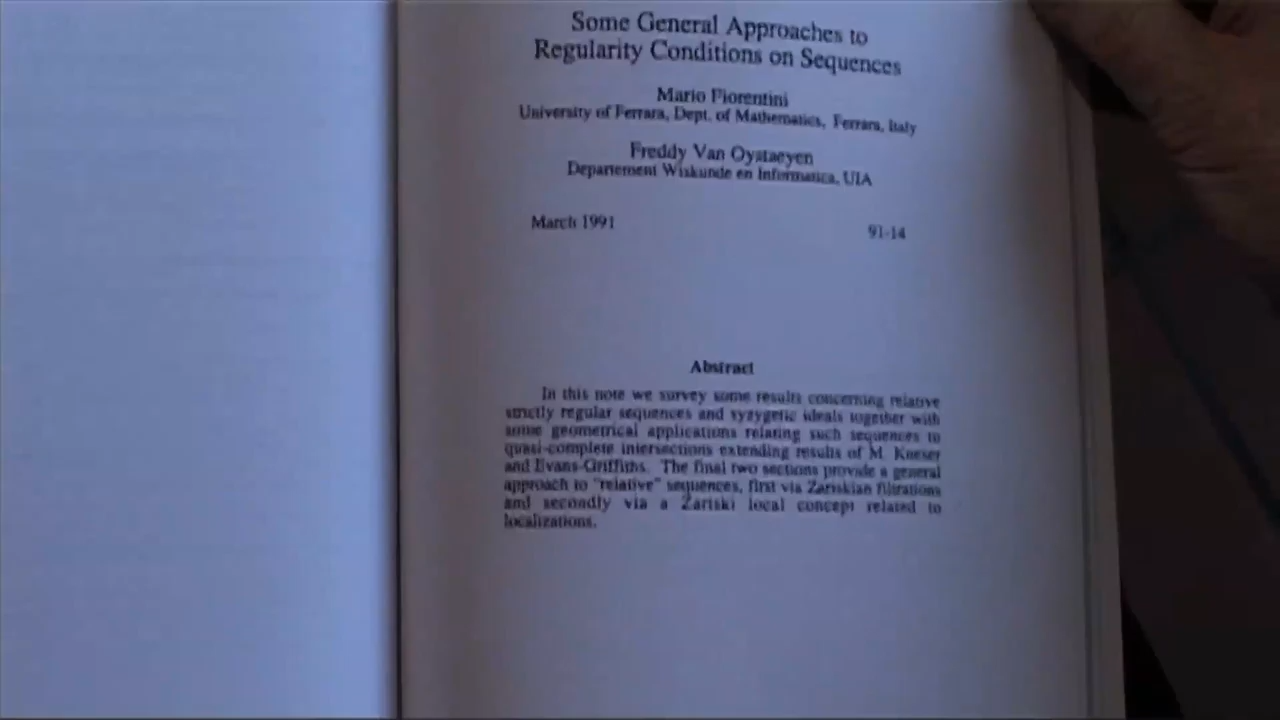 Some General Approaches to
Regularity Conditions on Sequences
Mario Fiorentini
University of Ferrara, Dept. of Mathematics, Ferrara, Italy
Freddy Van Oystaeyen
Departement Wiskunde en Informatica, UIA
March 1991
91-14
Abstract
In this note we survey some results concerning relative
strictly regular sequences and syzygetic ideals together with
some geometrical applications relating such sequences to
quasi-complete intersections extending results of M. Kneser
and Evans-Griffiths. The final two sections provide a general
approach to "relative" sequences, first via Zariskian filtrations
and secondly via a Zariski local concept related to
localizations.